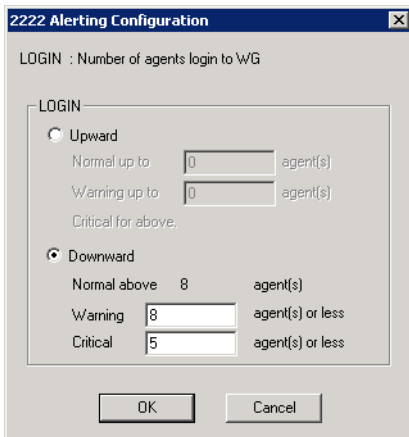 2222 Alerting Configuration
LOGIN : Number of agents login to WG
LOGIN
Upward
Normal up to 0 agent(s)
Warning up to 0 agent(s)
Critical for above.
Downward
Normal above 8 agent(s)
Warning 8 agent(s) or less
Critical 5 agent(s) or less
OK Cancel